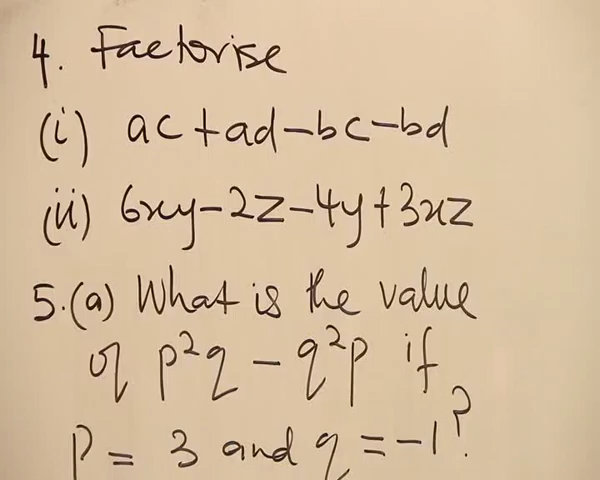 4. Factorise
(i) ac+ad-bc-bd
(ii) 6xy-2z-4y+3xz
5.(a) What is the value
of p²q - q²p if
p = 3 and q = -1?